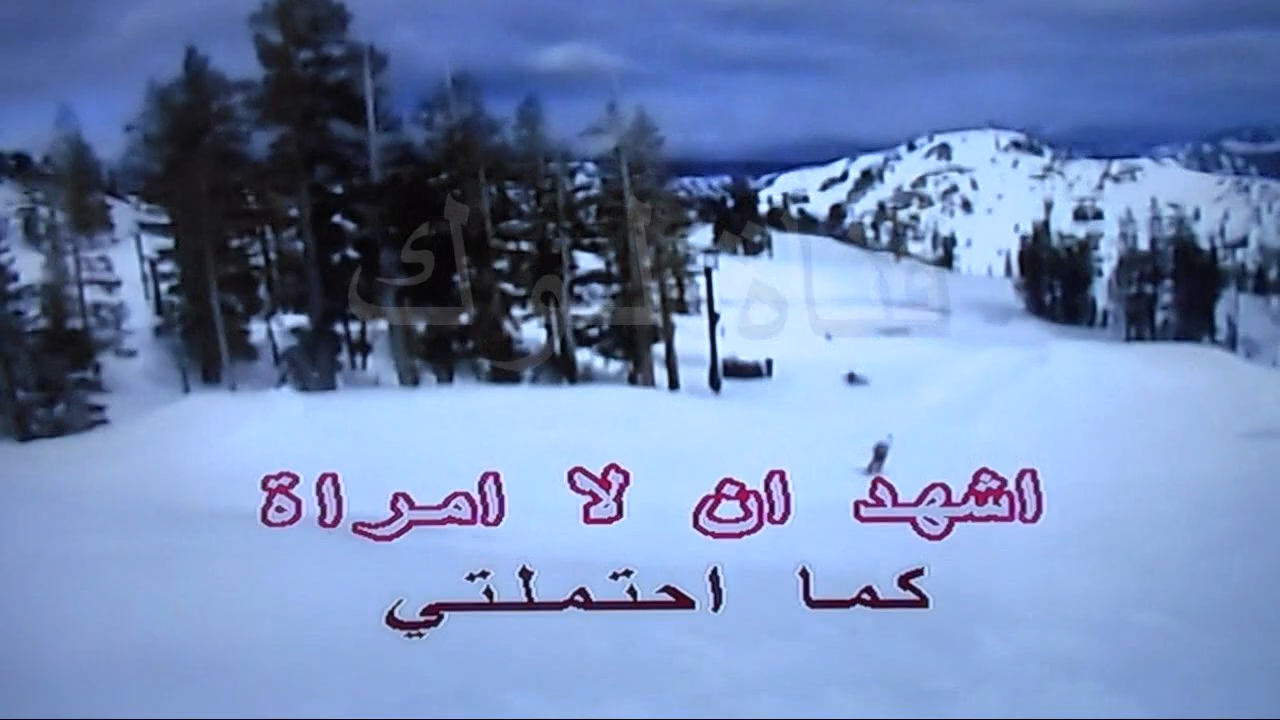 اشهد ان لا امراة
كما احتملتي